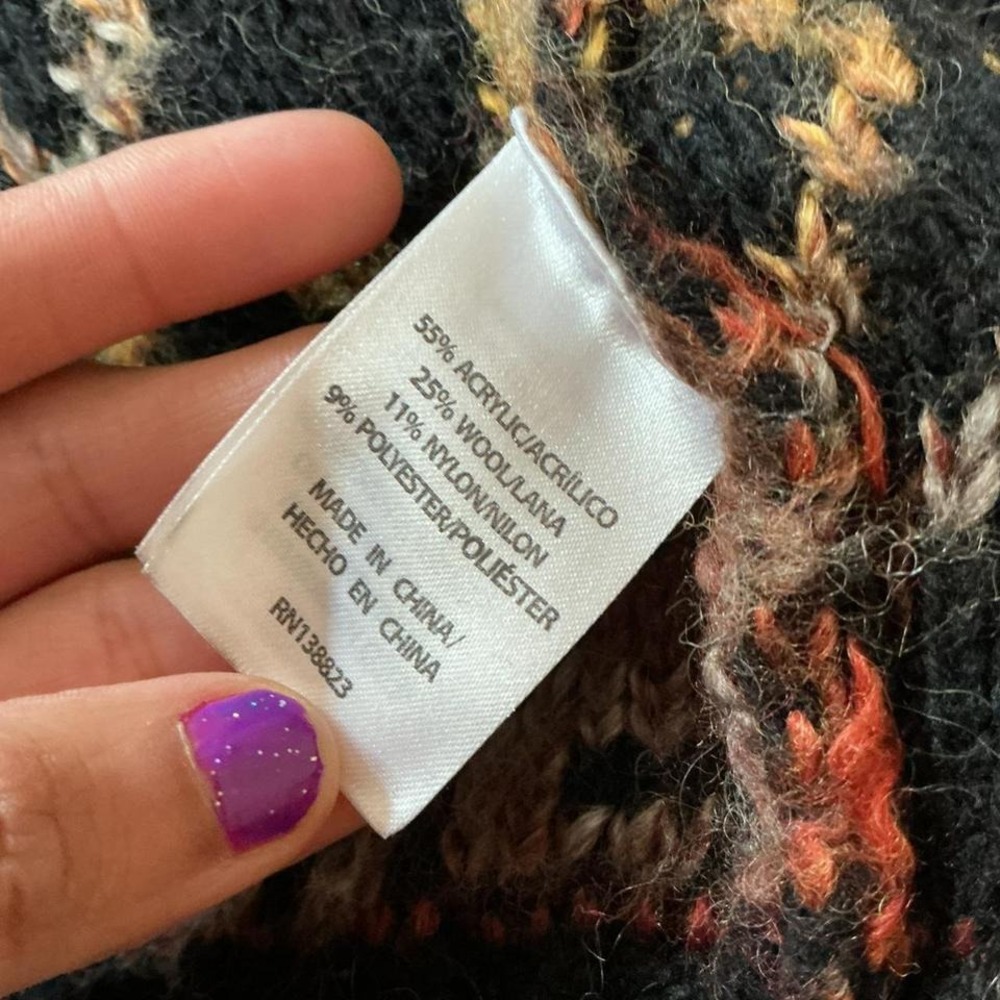 55% ACRYLIC/ACRÍLICO
25% WOOL/LANA
11% NYLON/NILON
9% POLYESTER/POLIÉSTER
MADE IN CHINA/
HECHO EN CHINA
RN138823